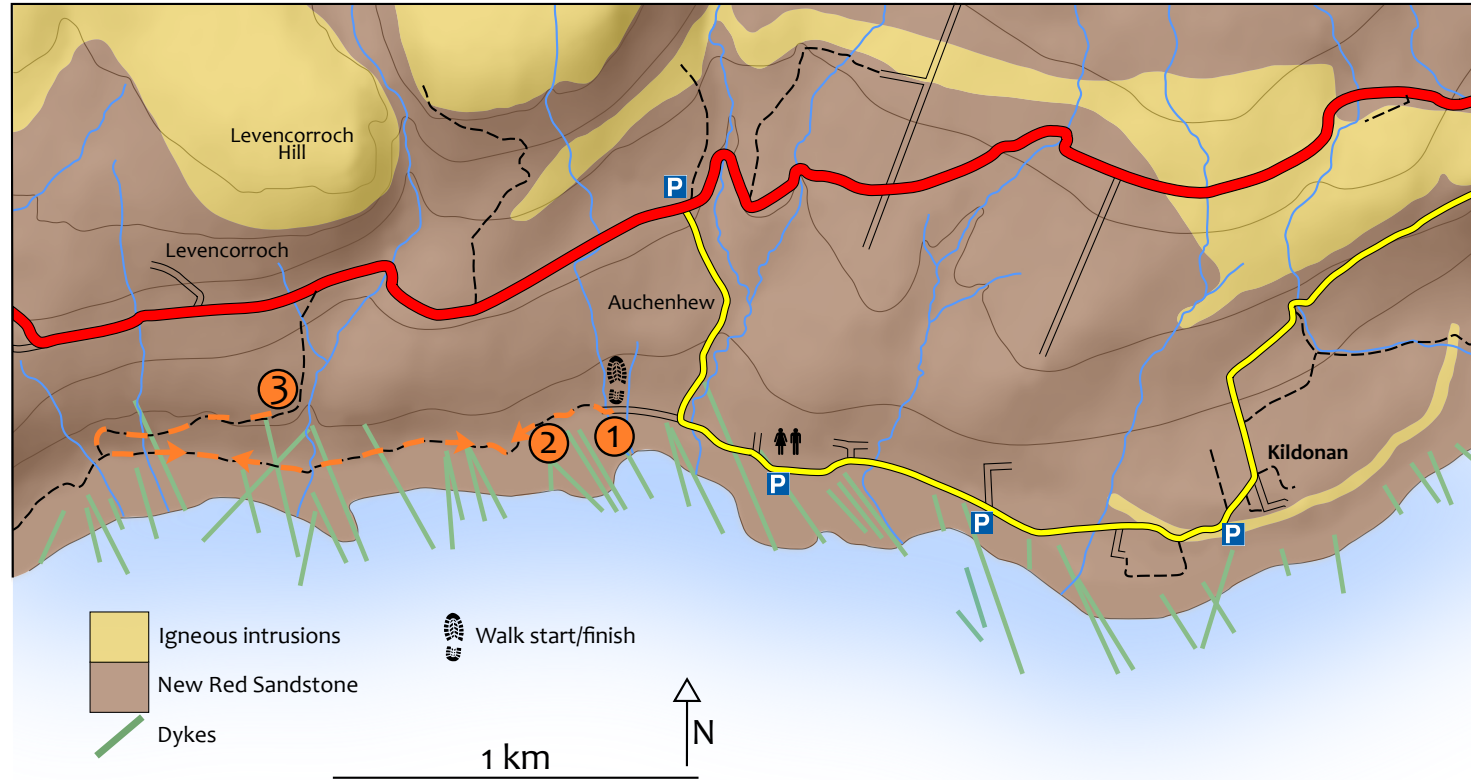 Levencorroch
Hill
P
Levencorroch
Auchenhew
3
2
1
P
Kildonan
P
P
Igneous intrusions
Walk start/finish
New Red Sandstone
Dykes
N
1 km